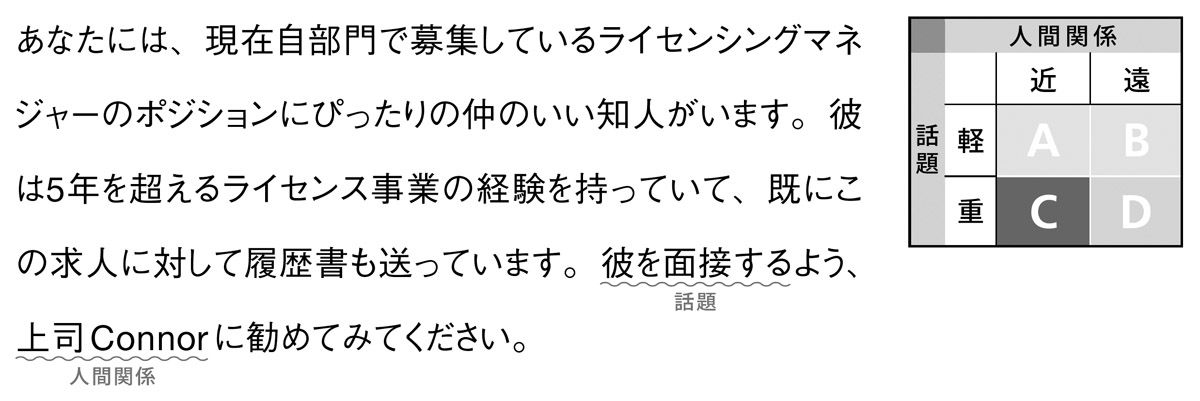 あなたには、現在自部門で募集しているライセンシングマネ
ジャーのポジションにぴったりの仲のいい知人がいます。彼
は5年を超えるライセンス事業の経験を持っていて、既にこ
の求人に対して履歴書も送っています。彼を面接するよう、
話題
上司Connorに勧めてみてください。
人間関係
人間関係
近 遠
話題
軽 A B
重 C D